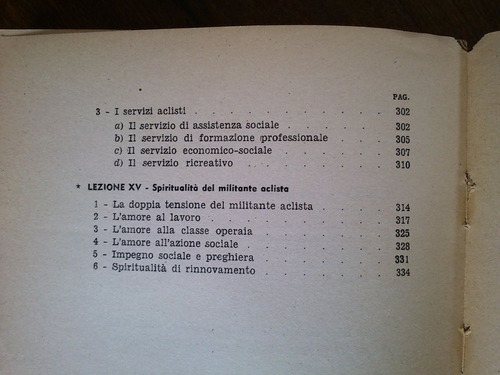 PAG.
3 - I servizi aclisti . . . . . . . . . . 302
a) Il servizio di assistenza sociale . . . . . 302
b) Il servizio di formazione professionale . . . 305
c) Il servizio economico-sociale . . . . . . 307
d) Il servizio ricreativo . . . . . . . . 310
* LEZIONE XV - Spiritualità del militante aclista
1 - La doppia tensione del militante aclista . . . . 314
2 - L'amore al lavoro . . . . . . . . . 317
3 - L'amore alla classe operaia . . . . . . . 325
4 - L'amore all'azione sociale . . . . . . . 328
5 - Impegno sociale e preghiera . . . . . . . 331
6 - Spiritualità di rinnovamento . . . . . . . 334